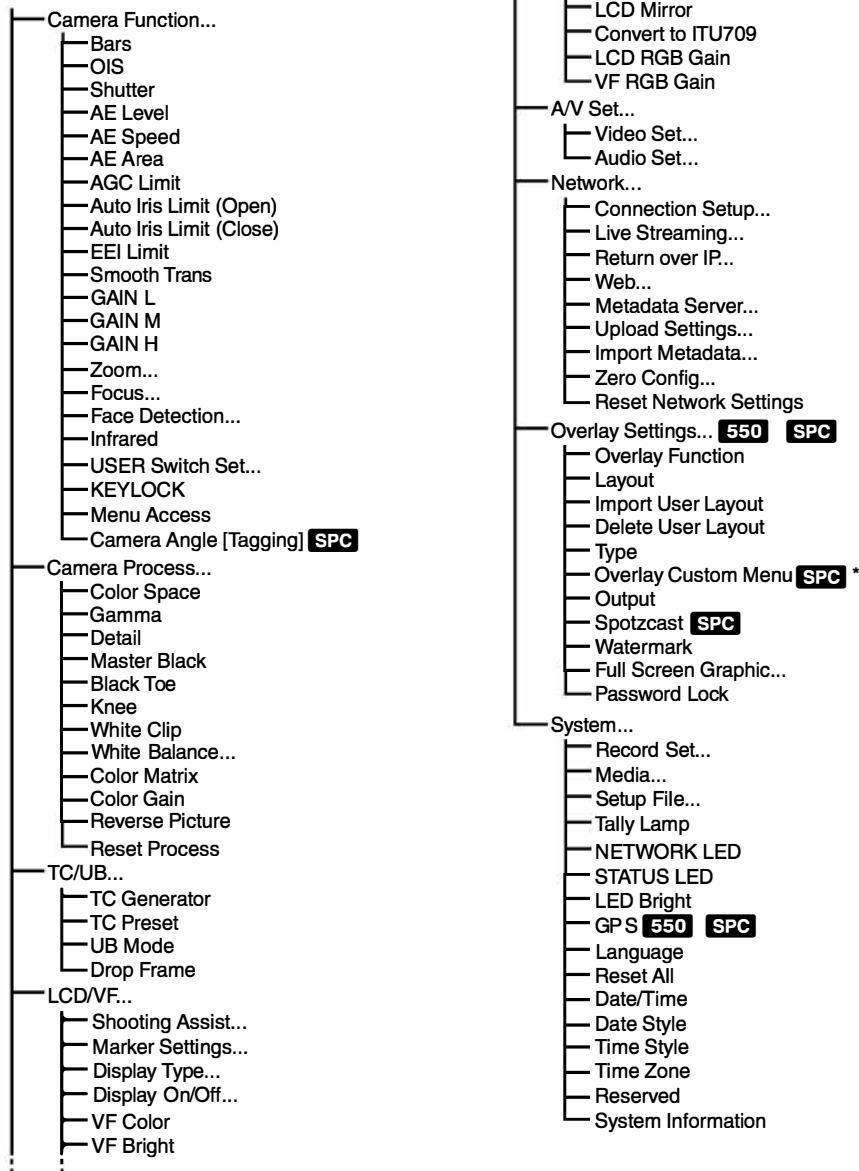 Camera Function...
Bars
OIS
Shutter
AE Level
AE Speed
AE Area
AGC Limit
Auto Iris Limit (Open)
Auto Iris Limit (Close)
EEI Limit
Smooth Trans
GAIN L
GAIN M
GAIN H
Zoom...
Focus...
Face Detection...
Infrared
USER Switch Set...
KEYLOCK
Menu Access
Camera Angle [Tagging] SPC
Camera Process...
Color Space
Gamma
Detail
Master Black
Black Toe
Knee
White Clip
White Balance...
Color Matrix
Color Gain
Reverse Picture
Reset Process
TC/UB...
TC Generator
TC Preset
UB Mode
Drop Frame
LCD/VF...
Shooting Assist...
Marker Settings...
Display Type...
Display On/Off...
VF Color
VF Bright
LCD Mirror
Convert to ITU709
LCD RGB Gain
VF RGB Gain
A/V Set...
Video Set...
Audio Set...
Network...
Connection Setup...
Live Streaming...
Return over IP...
Web...
Metadata Server...
Upload Settings...
Import Metadata...
Zero Config...
Reset Network Settings
Overlay Settings... 550 SPC
Overlay Function
Layout
Import User Layout
Delete User Layout
Type
Overlay Custom Menu SPC *
Output
Spotzcast SPC
Watermark
Full Screen Graphic...
Password Lock
System...
Record Set...
Media...
Setup File...
Tally Lamp
NETWORK LED
STATUS LED
LED Bright
GPS 550 SPC
Language
Reset All
Date/Time
Date Style
Time Style
Time Zone
Reserved
System Information